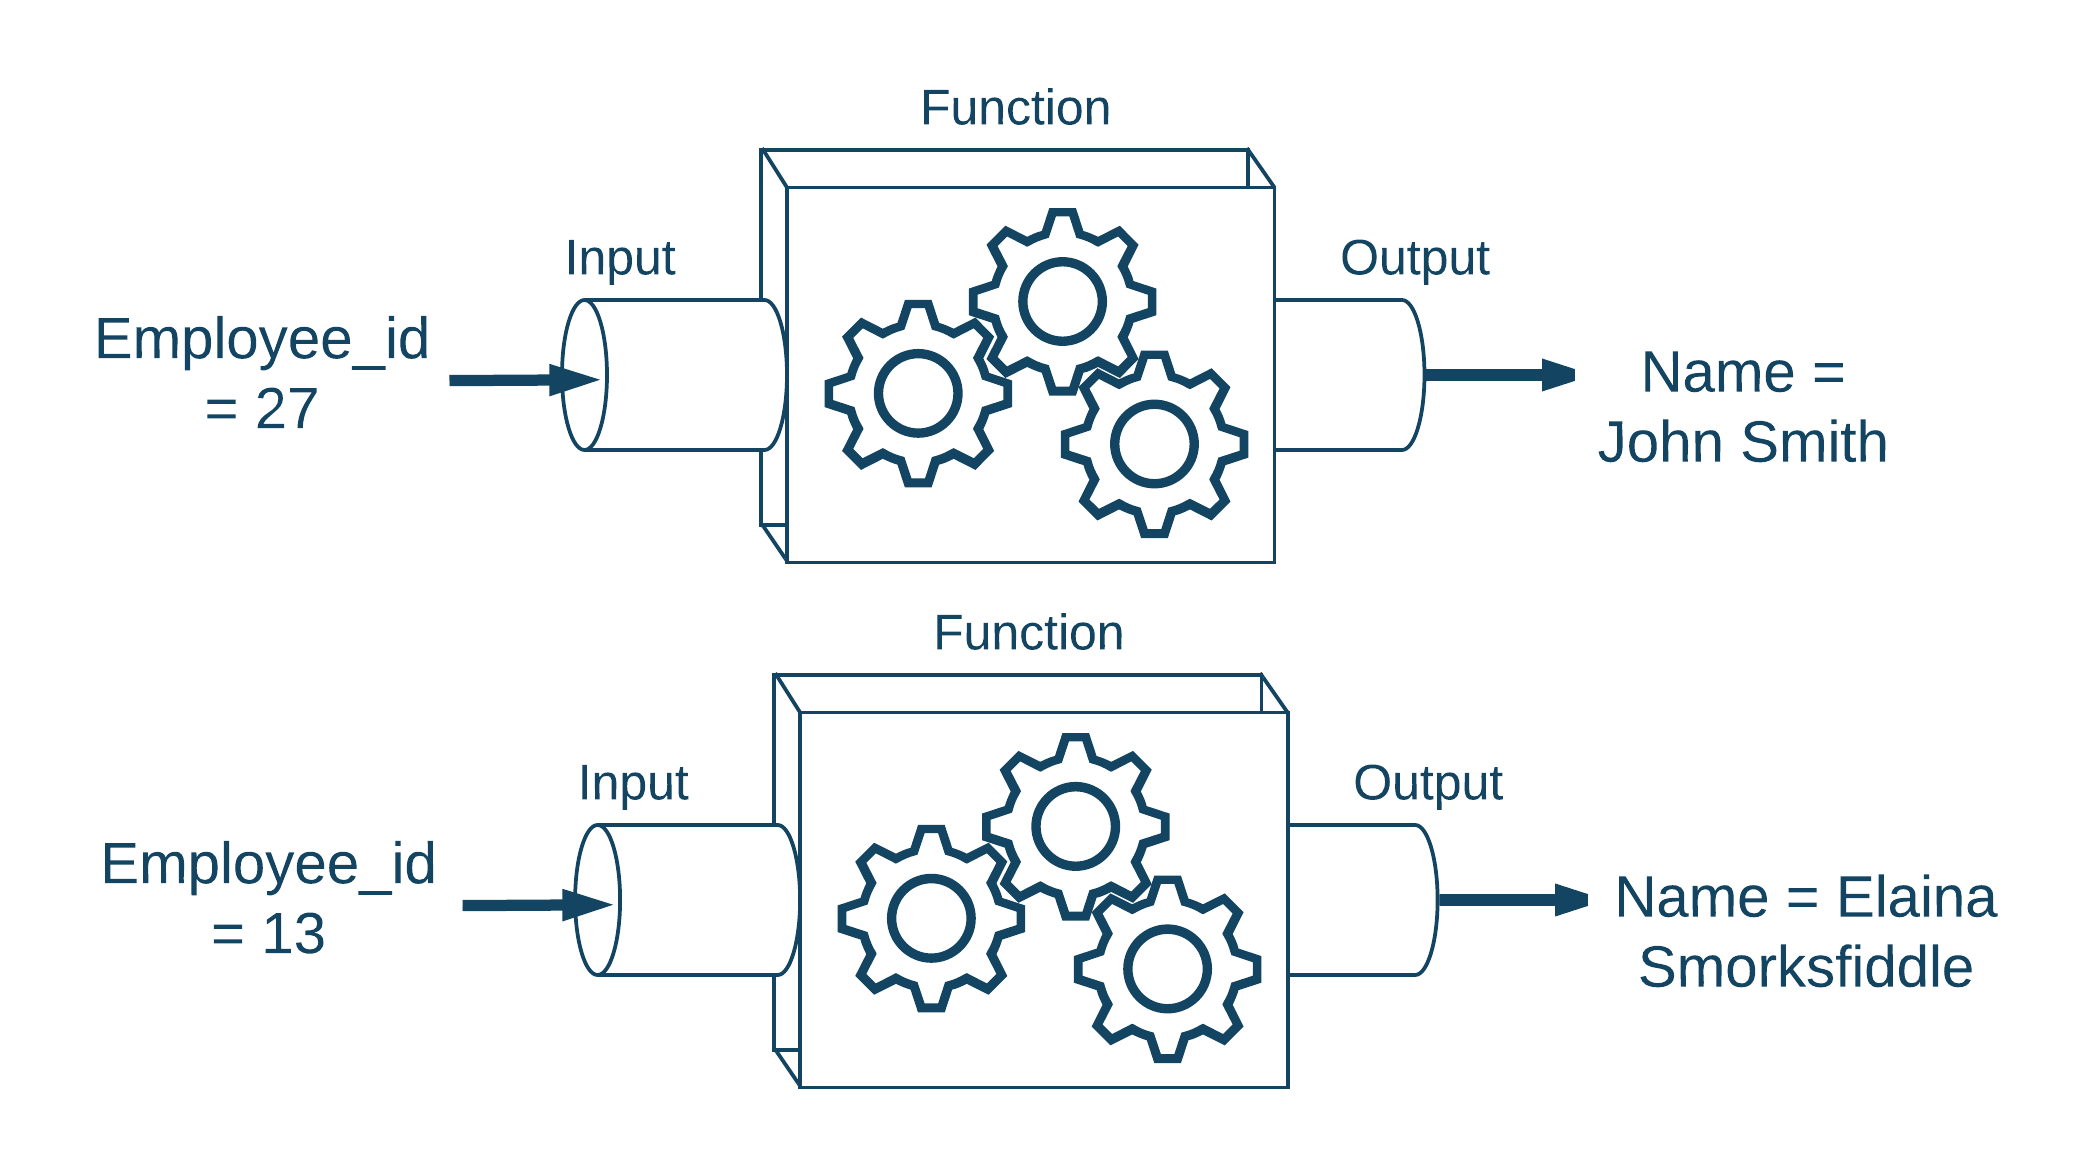 Function
Input
Output
Employee_id
= 27
Name =
John Smith
Function
Input
Output
Employee_id
= 13
Name = Elaina
Smorksfiddle